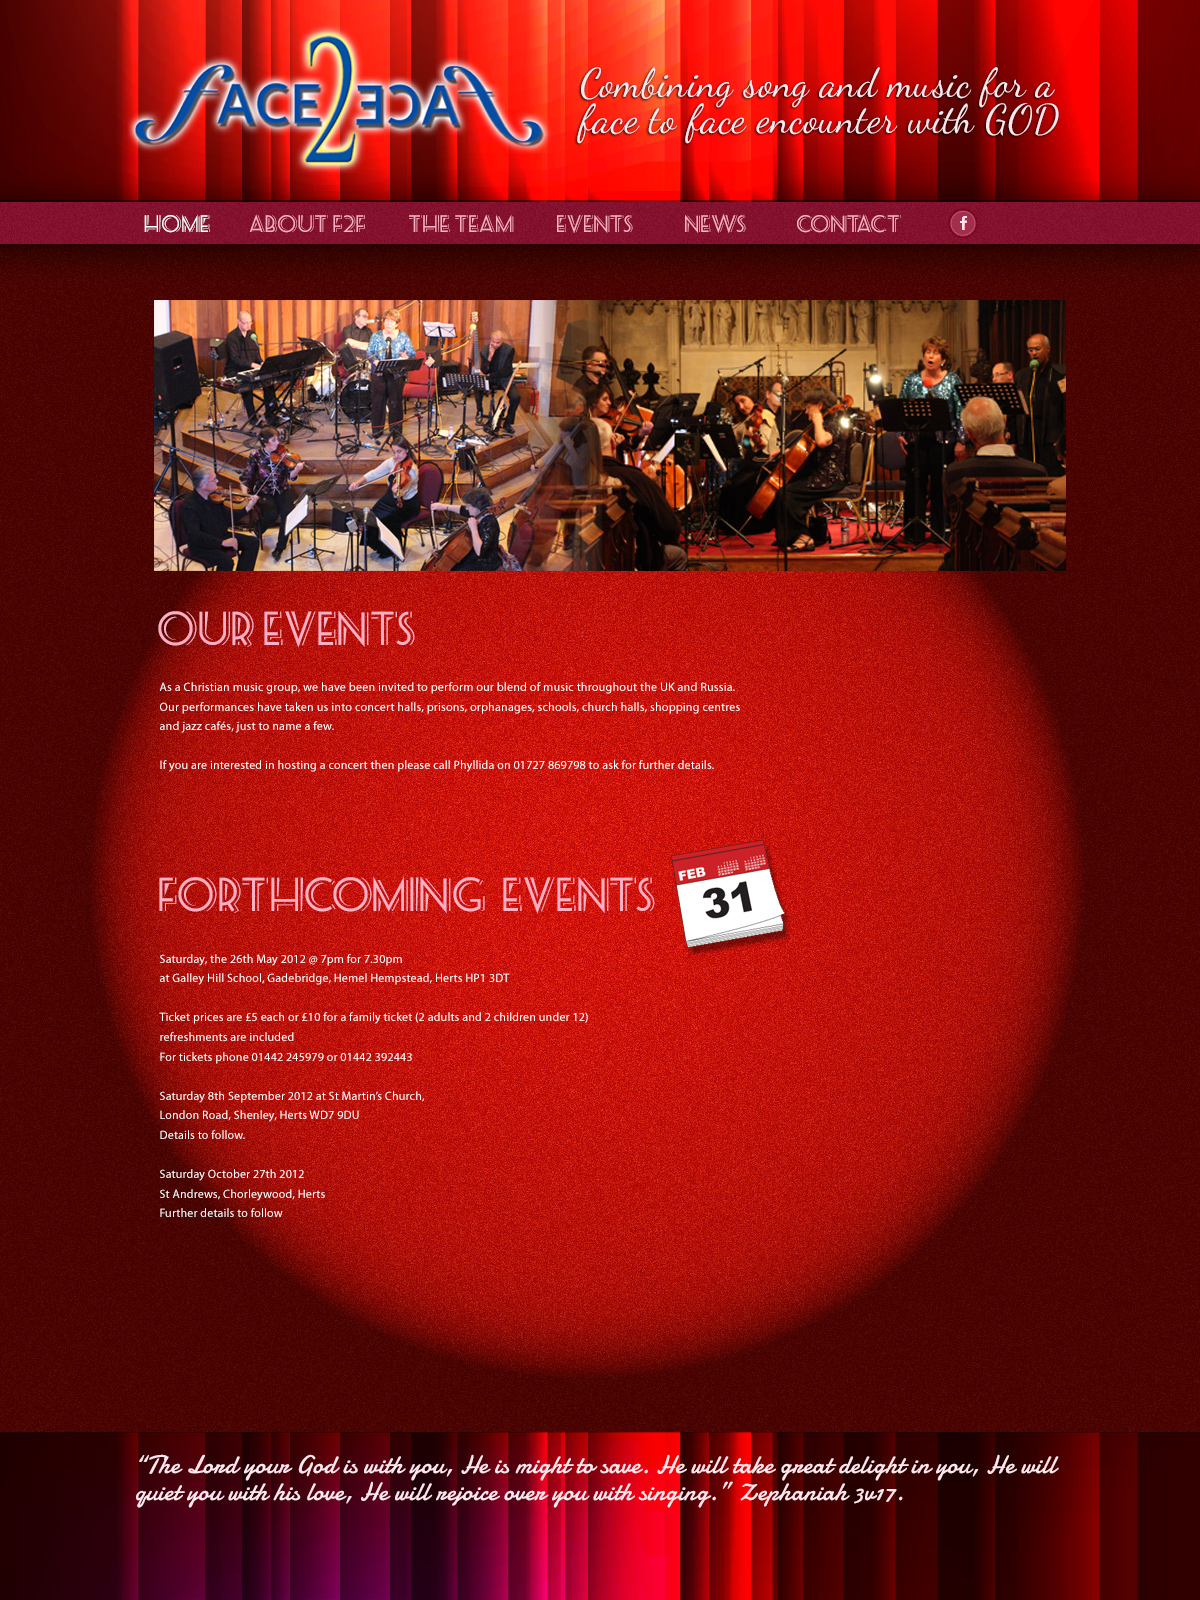 FACE2FACE
Combining song and music for a
face to face encounter with GOD
HOME ABOUT F2F THE TEAM EVENTS NEWS CONTACT f
OUR EVENTS
As a Christian music group, we have been invited to perform our blend of music throughout the UK and Russia.
Our performances have taken us into concert halls, prisons, orphanages, schools, church halls, shopping centres
and jazz cafés, just to name a few.
If you are interested in hosting a concert then please call Phyllida on 01727 869798 to ask for further details.
FORTHCOMING EVENTS
FEB
31
Saturday, the 26th May 2012 @ 7pm for 7.30pm
at Galley Hill School, Gadebridge, Hemel Hempstead, Herts HP1 3DT
Ticket prices are £5 each or £10 for a family ticket (2 adults and 2 children under 12)
refreshments are included
For tickets phone 01442 245979 or 01442 392443
Saturday 8th September 2012 at St Martin's Church,
London Road, Shenley, Herts WD7 9DU
Details to follow.
Saturday October 27th 2012
St Andrews, Chorleywood, Herts
Further details to follow
“The Lord your God is with you, He is might to save. He will take great delight in you, He will
quiet you with his love, He will rejoice over you with singing.” Zephaniah 3v17.